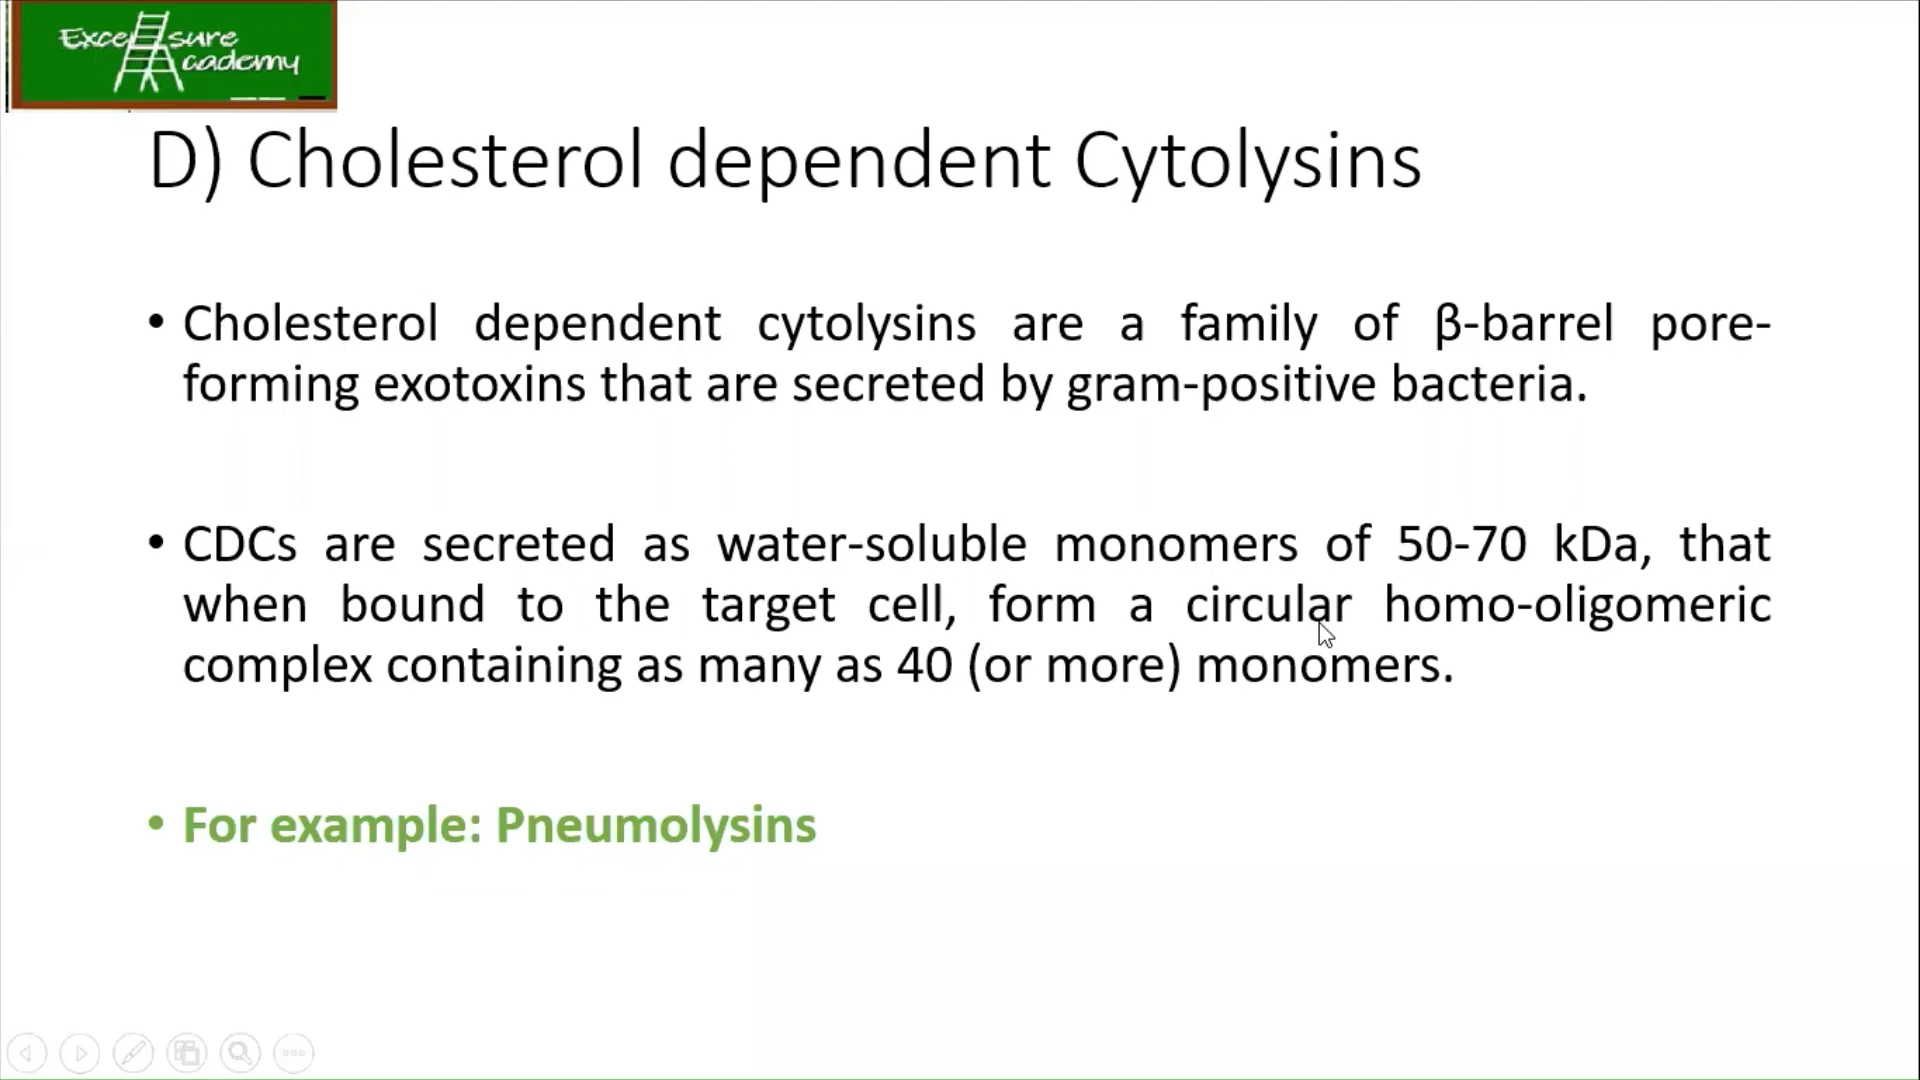 Excel sure
Academy
D) Cholesterol dependent Cytolysins
• Cholesterol dependent cytolysins are a family of β-barrel pore-
forming exotoxins that are secreted by gram-positive bacteria.
• CDCs are secreted as water-soluble monomers of 50-70 kDa, that
when bound to the target cell, form a circular homo-oligomeric
complex containing as many as 40 (or more) monomers.
• For example: Pneumolysins